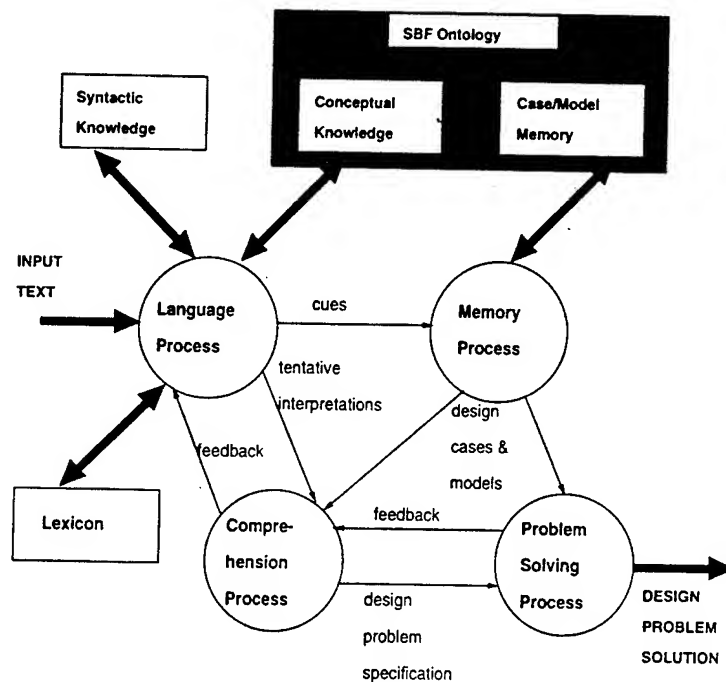 SBF Ontology
Syntactic
Knowledge
Conceptual
Knowledge
Case/Model
Memory
INPUT
TEXT
Language
Process
cues
Memory
Process
tentative
interpretations
design
cases &
models
feedback
Lexicon
feedback
Compre-
hension
Process
Problem
Solving
Process
design
problem
specification
DESIGN
PROBLEM
SOLUTION